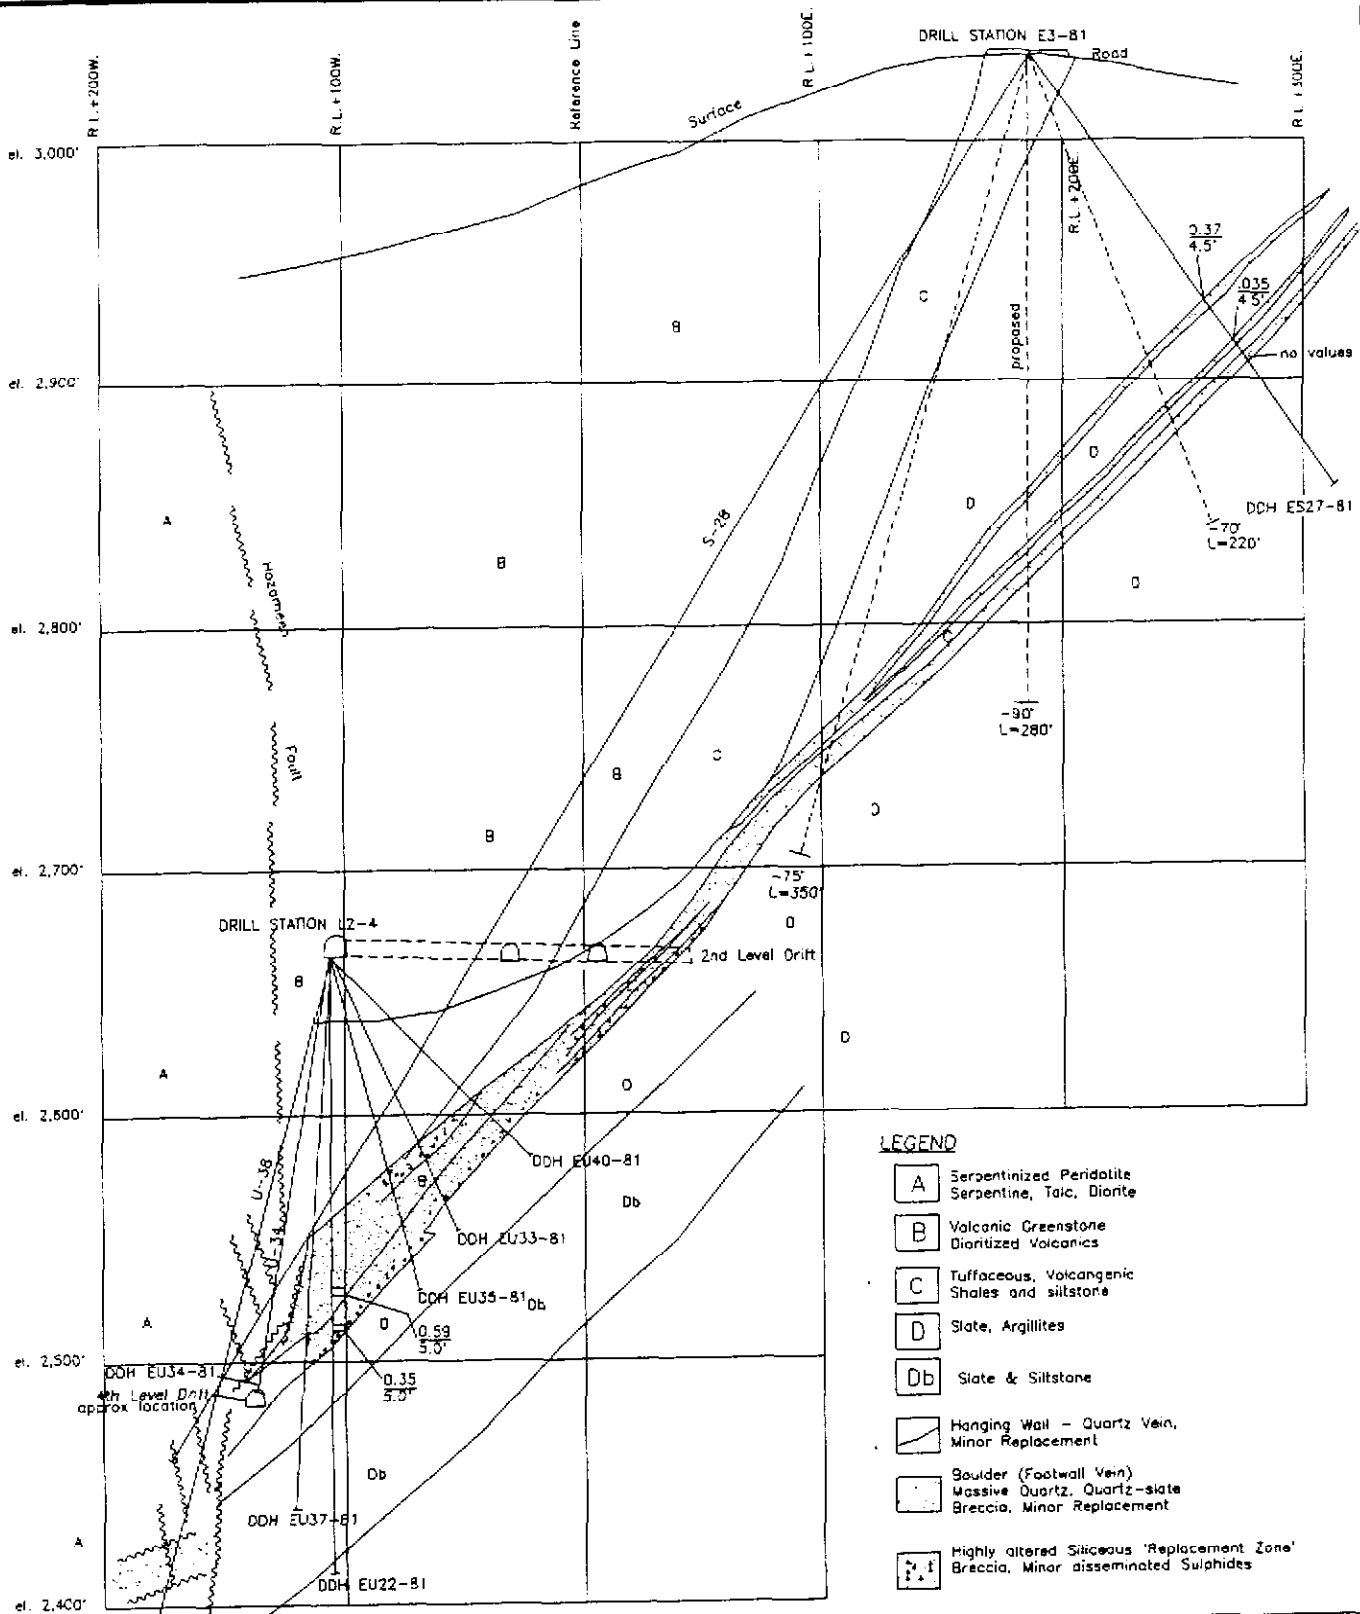 R.L.+200W.
R.L.+100W.
Reference Line
R.L.+100E.
DRILL STATION E3-81
Road
R.L.+300E.
Surface
el. 3,000'
R.L.+200E.
0.37
4.5'
.035
4.5'
no values
C
B
proposed
el. 2,900'
D
D
DDH ES27-81
-70'
L=220'
A
S-28
B
Hozameen
Fault
D
el. 2,800'
C
-90'
L=280'
C
B
D
B
el. 2,700'
-75'
L=350'
D
DRILL STATION L2-4
2nd Level Drift
B
D
A
D
el. 2,600'
DDH EU40-81
U-38
B
Db
DDH EU33-81
U-34
DDH EU35-81
Db
A
D
0.59
5.0'
el. 2,500'
DDH EU34-81
0.35
5.0'
4th Level Drift
approx location
Db
DDH EU37-81
A
DDH EU22-81
el. 2,400'
LEGEND
A Serpentinized Peridotite
Serpentine, Talc, Diorite
B Volcanic Greenstone
Dioritized Volcanics
C Tuffaceous, Volcangenic
Shales and siltstone
D Slate, Argillites
Db Slate & Siltstone
Hanging Wall - Quartz Vein,
Minor Replacement
Boulder (Footwall Vein)
Massive Quartz, Quartz-slate
Breccia, Minor Replacement
Highly altered Siliceous 'Replacement Zone'
Breccia, Minor disseminated Sulphides